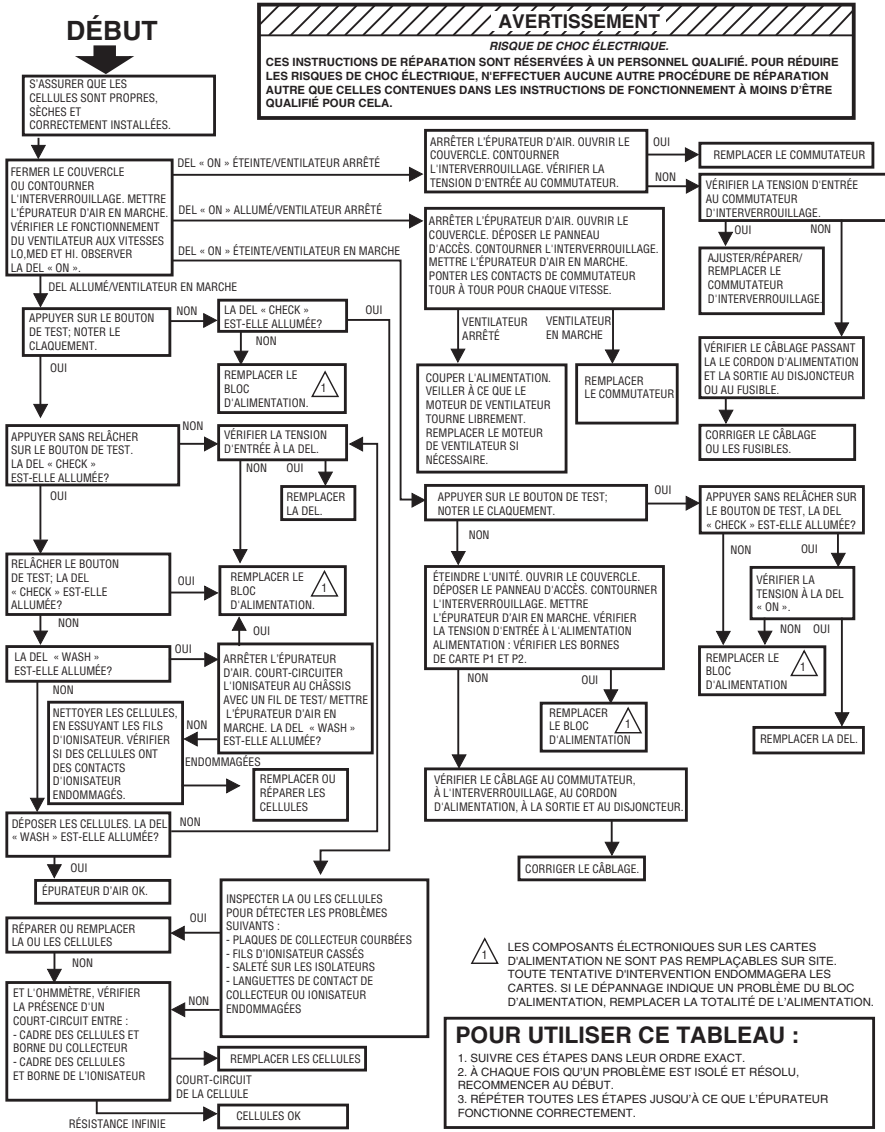 DÉBUT
AVERTISSEMENT
RISQUE DE CHOC ÉLECTRIQUE.
CES INSTRUCTIONS DE RÉPARATION SONT RÉSERVÉES À UN PERSONNEL QUALIFIÉ. POUR RÉDUIRE
LES RISQUES DE CHOC ÉLECTRIQUE, N'EFFECTUER AUCUNE AUTRE PROCÉDURE DE RÉPARATION
AUTRE QUE CELLES CONTENUES DANS LES INSTRUCTIONS DE FONCTIONNEMENT À MOINS D'ÊTRE
QUALIFIÉ POUR CELA.
S'ASSURER QUE LES
CELLULES SONT PROPRES,
SÈCHES ET
CORRECTEMENT INSTALLÉES.
FERMER LE COUVERCLE
OU CONTOURNER
L'INTERVERROUILLAGE. METTRE
L'ÉPURATEUR D'AIR EN MARCHE.
VÉRIFIER LE FONCTIONNEMENT
DU VENTILATEUR AUX VITESSES
LO,MED ET HI. OBSERVER
LA DEL « ON ».
DEL « ON » ÉTEINTE/VENTILATEUR ARRÊTÉ
DEL « ON » ALLUMÉ/VENTILATEUR ARRÊTÉ
DEL « ON » ÉTEINTE/VENTILATEUR EN MARCHE
DEL ALLUMÉ/VENTILATEUR EN MARCHE
ARRÊTER L'ÉPURATEUR D'AIR. OUVRIR LE
COUVERCLE. CONTOURNER
L'INTERVERROUILLAGE. VÉRIFIER LA
TENSION D'ENTRÉE AU COMMUTATEUR.
OUI
REMPLACER LE COMMUTATEUR
NON
VÉRIFIER LA TENSION D'ENTRÉE
AU COMMUTATEUR
D'INTERVERROUILLAGE.
OUI
NON
AJUSTER/RÉPARER/
REMPLACER LE
COMMUTATEUR
D'INTERVERROUILLAGE.
VÉRIFIER LE CÂBLAGE PASSANT
LA LE CORDON D'ALIMENTATION
ET LA SORTIE AU DISJONCTEUR
OU AU FUSIBLE.
CORRIGER LE CÂBLAGE
OU LES FUSIBLES.
ARRÊTER L'ÉPURATEUR D'AIR. OUVRIR LE
COUVERCLE. DÉPOSER LE PANNEAU
D'ACCÈS. CONTOURNER L'INTERVERROUILLAGE.
METTRE L'ÉPURATEUR D'AIR EN MARCHE.
PONTER LES CONTACTS DE COMMUTATEUR
TOUR À TOUR POUR CHAQUE VITESSE.
VENTILATEUR
ARRÊTÉ
VENTILATEUR
EN MARCHE
COUPER L'ALIMENTATION.
VEILLER À CE QUE LE
MOTEUR DE VENTILATEUR
TOURNE LIBREMENT.
REMPLACER LE MOTEUR
DE VENTILATEUR SI
NÉCESSAIRE.
REMPLACER
LE COMMUTATEUR
APPUYER SUR LE BOUTON
DE TEST; NOTER LE
CLAQUEMENT.
NON
LA DEL « CHECK »
EST-ELLE ALLUMÉE?
OUI
NON
REMPLACER LE
BLOC
D'ALIMENTATION.
1
OUI
APPUYER SANS RELÂCHER
SUR LE BOUTON DE TEST.
LA DEL « CHECK »
EST-ELLE ALLUMÉE?
NON
VÉRIFIER LA TENSION
D'ENTRÉE À LA DEL.
NON
OUI
REMPLACER
LA DEL.
OUI
RELÂCHER LE BOUTON
DE TEST; LA DEL
« CHECK » EST-ELLE
ALLUMÉE?
OUI
REMPLACER LE
BLOC
D'ALIMENTATION.
1
NON
OUI
LA DEL « WASH »
EST-ELLE ALLUMÉE?
OUI
ARRÊTER L'ÉPURATEUR
D'AIR. COURT-CIRCUITER
L'IONISATEUR AU CHÂSSIS
AVEC UN FIL DE TEST/ METTRE
L'ÉPURATEUR D'AIR EN
MARCHE. LA DEL « WASH »
EST-ELLE ALLUMÉE?
NON
NETTOYER LES CELLULES,
EN ESSUYANT LES FILS
D'IONISATEUR. VÉRIFIER
SI DES CELLULES ONT
DES CONTACTS
D'IONISATEUR
ENDOMMAGÉS.
NON
ENDOMMAGÉES
REMPLACER OU
RÉPARER LES
CELLULES
DÉPOSER LES CELLULES. LA DEL
« WASH » EST-ELLE ALLUMÉE?
NON
OUI
ÉPURATEUR D'AIR OK.
APPUYER SUR LE BOUTON DE TEST;
NOTER LE CLAQUEMENT.
OUI
APPUYER SANS RELÂCHER SUR
LE BOUTON DE TEST, LA DEL
« CHECK » EST-ELLE ALLUMÉE?
NON
OUI
VÉRIFIER LA
TENSION À LA DEL
« ON ».
NON
OUI
REMPLACER LE
BLOC
D'ALIMENTATION
1
REMPLACER LA DEL.
NON
ÉTEINDRE L'UNITÉ. OUVRIR LE COUVERCLE.
DÉPOSER LE PANNEAU D'ACCÈS. CONTOURNER
L'INTERVERROUILLAGE. METTRE
L'ÉPURATEUR D'AIR EN MARCHE. VÉRIFIER
LA TENSION D'ENTRÉE À L'ALIMENTATION
ALIMENTATION : VÉRIFIER LES BORNES
DE CARTE P1 ET P2.
NON
OUI
REMPLACER
LE BLOC
D'ALIMENTATION
1
VÉRIFIER LE CÂBLAGE AU COMMUTATEUR,
À L'INTERVERROUILLAGE, AU CORDON
D'ALIMENTATION, À LA SORTIE ET AU DISJONCTEUR.
CORRIGER LE CÂBLAGE.
INSPECTER LA OU LES CELLULES
POUR DÉTECTER LES PROBLÈMES
SUIVANTS :
- PLAQUES DE COLLECTEUR COURBÉES
- FILS D'IONISATEUR CASSÉS
- SALETÉ SUR LES ISOLATEURS
- LANGUETTES DE CONTACT DE
COLLECTEUR OU IONISATEUR
ENDOMMAGÉES
OUI
RÉPARER OU REMPLACER
LA OU LES CELLULES
NON
NON
ET L'OHMMÈTRE, VÉRIFIER
LA PRÉSENCE D'UN
COURT-CIRCUIT ENTRE :
- CADRE DES CELLULES ET
BORNE DU COLLECTEUR
- CADRE DES CELLULES
ET BORNE DE L'IONISATEUR
REMPLACER LES CELLULES
COURT-CIRCUIT
DE LA CELLULE
RÉSISTANCE INFINIE
CELLULES OK
1
LES COMPOSANTS ÉLECTRONIQUES SUR LES CARTES
D'ALIMENTATION NE SONT PAS REMPLAÇABLES SUR SITE.
TOUTE TENTATIVE D'INTERVENTION ENDOMMAGERA LES
CARTES. SI LE DÉPANNAGE INDIQUE UN PROBLÈME DU BLOC
D'ALIMENTATION, REMPLACER LA TOTALITÉ DE L'ALIMENTATION.
POUR UTILISER CE TABLEAU :
1. SUIVRE CES ÉTAPES DANS LEUR ORDRE EXACT.
2. À CHAQUE FOIS QU'UN PROBLÈME EST ISOLÉ ET RÉSOLU,
RECOMMENCER AU DÉBUT.
3. RÉPÉTER TOUTES LES ÉTAPES JUSQU'À CE QUE L'ÉPURATEUR
FONCTIONNE CORRECTEMENT.